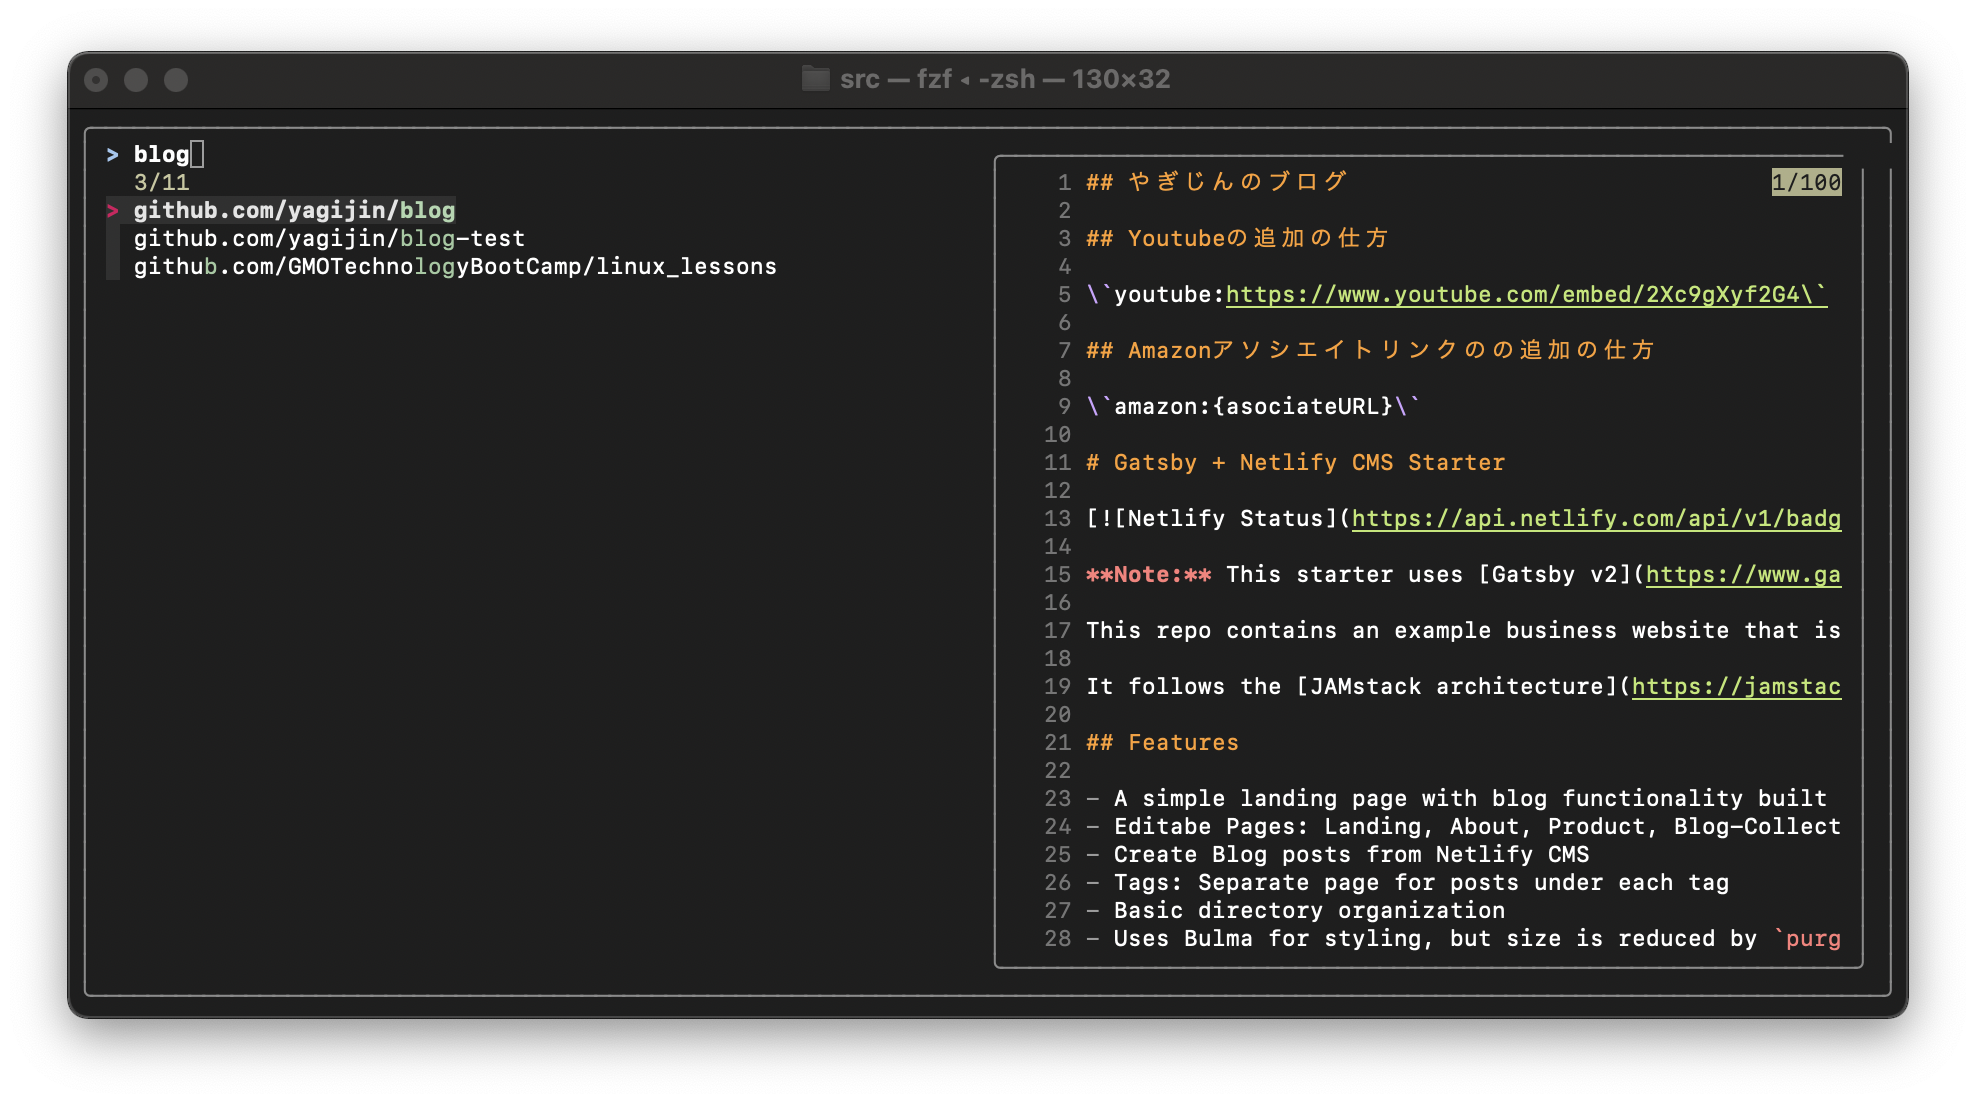 src — fzf ◂ -zsh — 130×32
> blog
3/11
> github.com/yagijin/blog
github.com/yagijin/blog-test
github.com/GMOTechnologyBootCamp/linux_lessons
1/100
1 ## やぎじんのブログ
2
3 ## Youtubeの追加の仕方
4
5 \`youtube:https://www.youtube.com/embed/2Xc9gXyf2G4\`
6
7 ## Amazonアソシエイトリンクのの追加の仕方
8
9 \`amazon:{asociateURL}\`
10
11 # Gatsby + Netlify CMS Starter
12
13 [![Netlify Status](https://api.netlify.com/api/v1/badg
14
15 **Note:** This starter uses [Gatsby v2](https://www.ga
16
17 This repo contains an example business website that is
18
19 It follows the [JAMstack architecture](https://jamstac
20
21 ## Features
22
23 - A simple landing page with blog functionality built
24 - Editabe Pages: Landing, About, Product, Blog-Collect
25 - Create Blog posts from Netlify CMS
26 - Tags: Separate page for posts under each tag
27 - Basic directory organization
28 - Uses Bulma for styling, but size is reduced by `purg